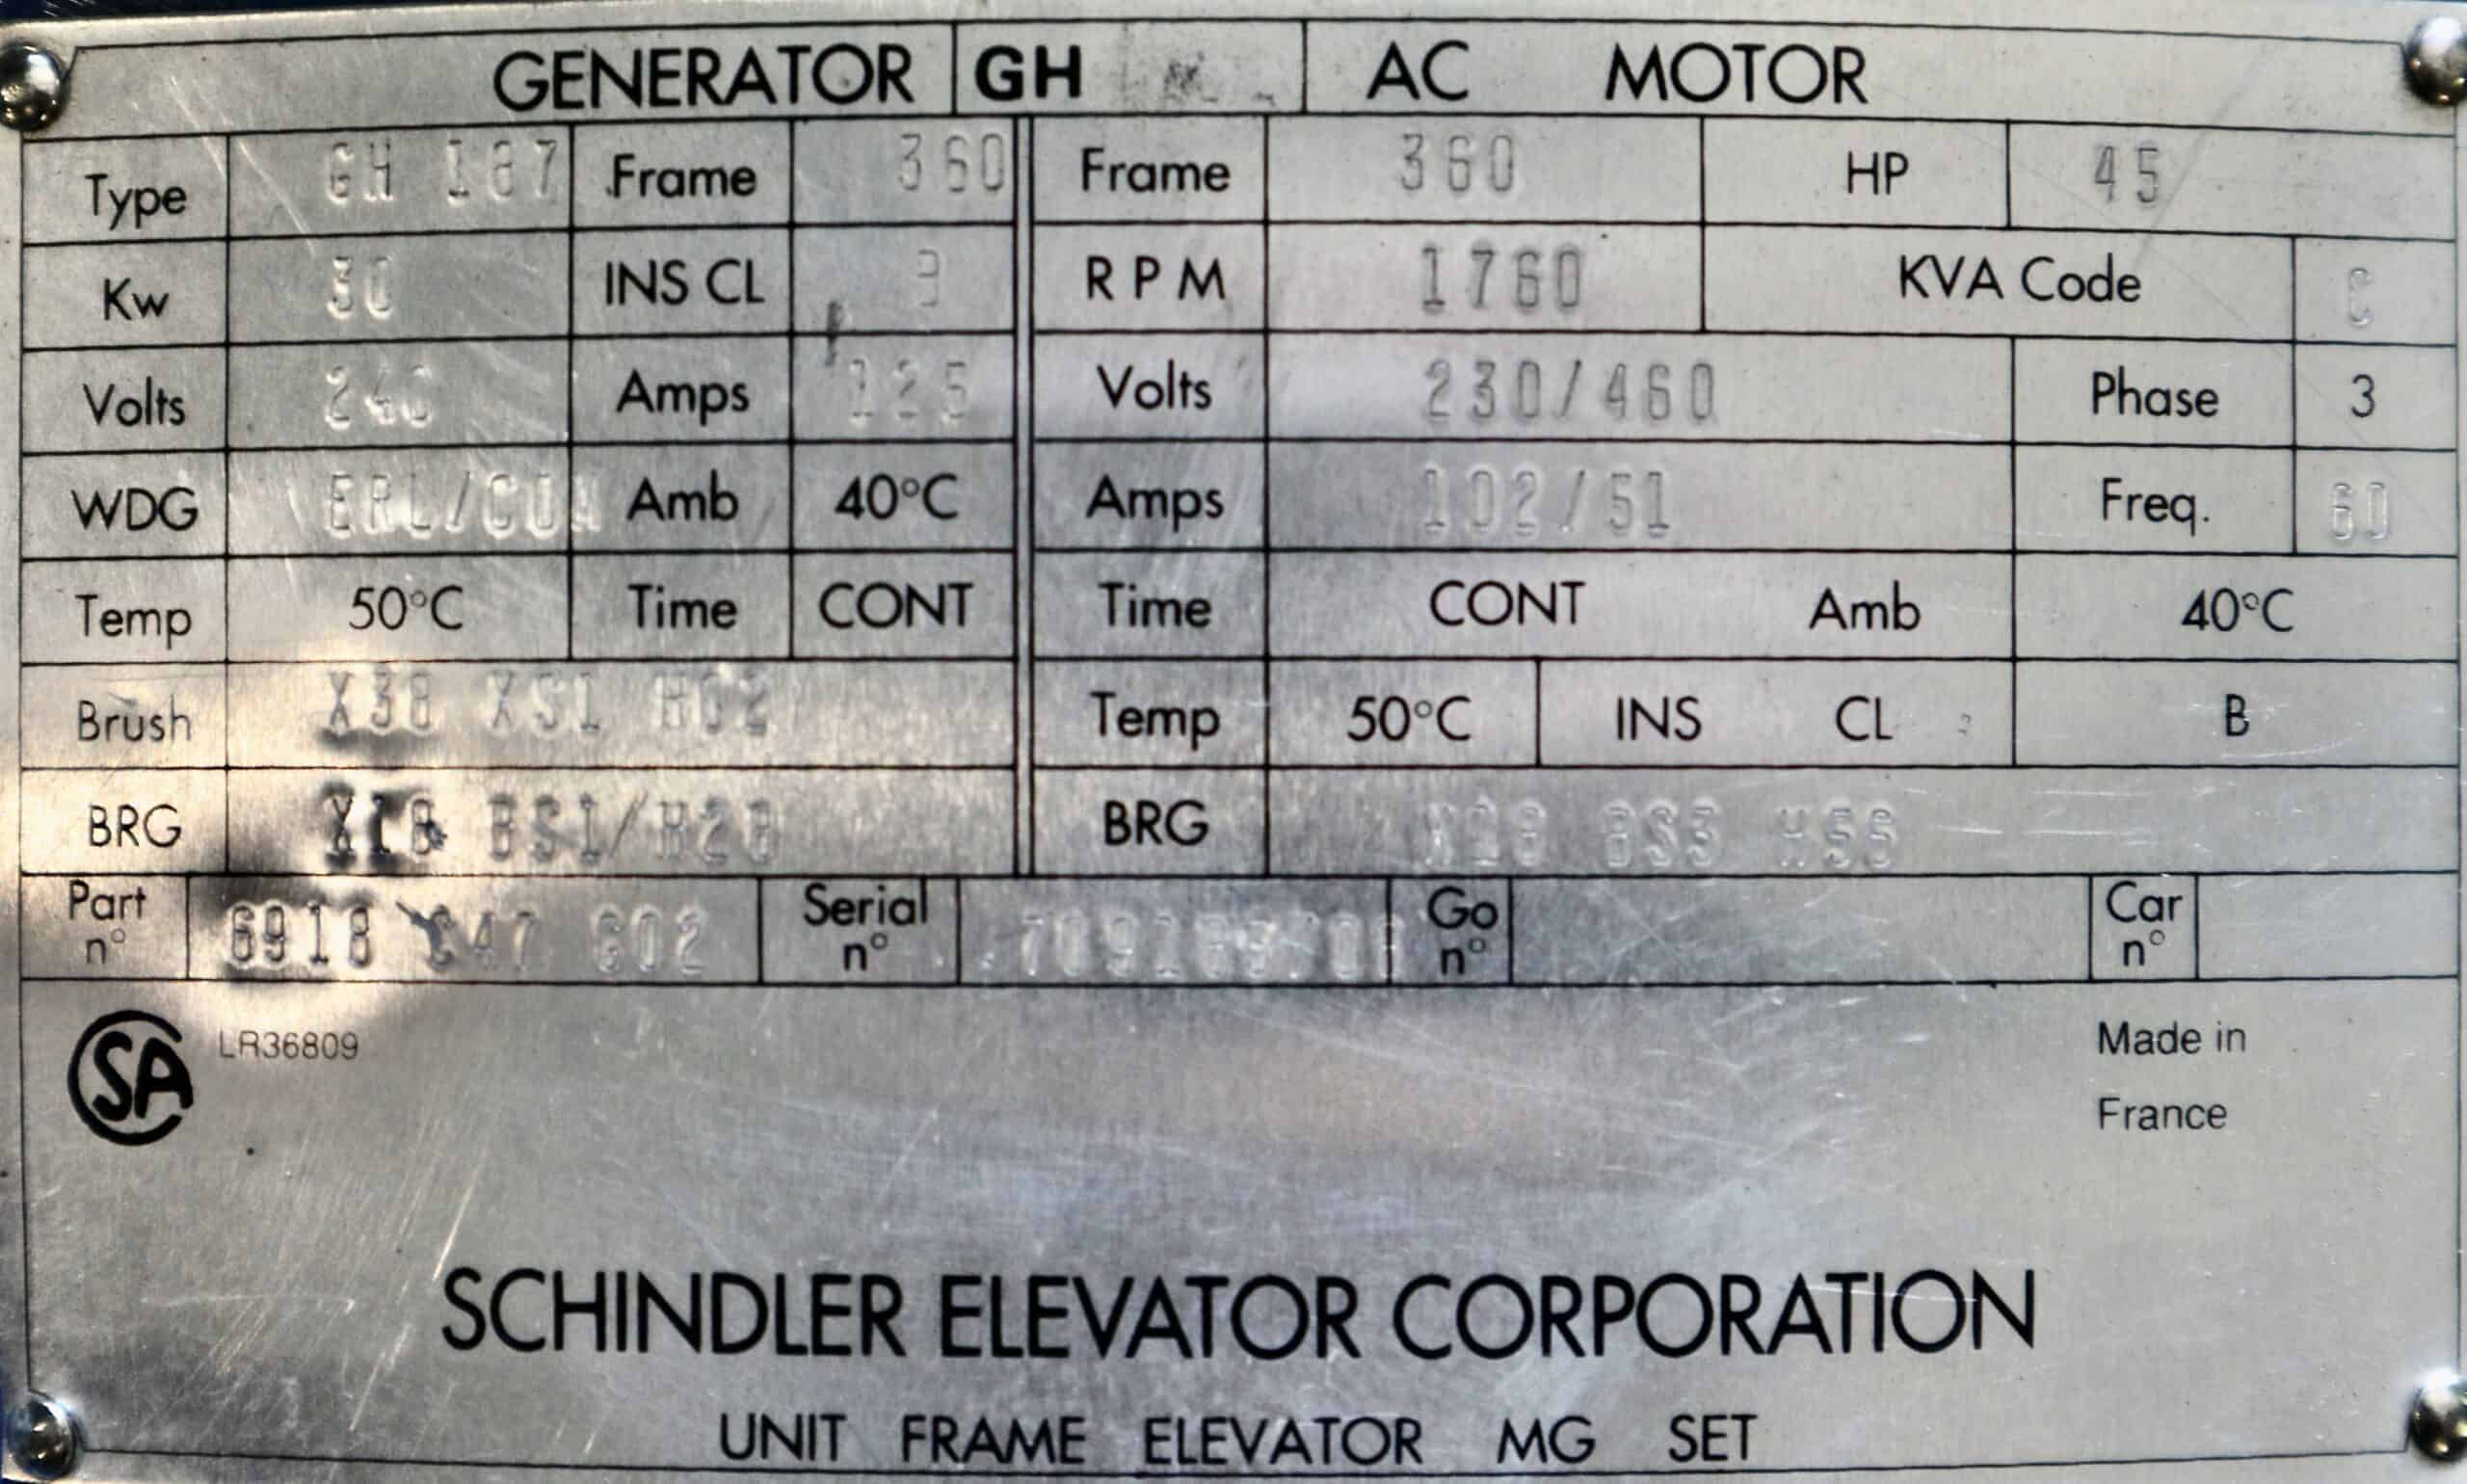 GENERATOR GH AC MOTOR
Type GH 187 Frame 360 Frame 360 HP 45
Kw 30 INS CL RPM 1760 KVA Code
Volts 240 Amps 125 Volts 230/460 Phase 3
WDG Amb 40°C Amps 102/51 Freq. 60
Temp 50°C Time CONT Time CONT Amb 40°C
Brush X38 XS1 H02 Temp 50°C INS CL B
BRG BRG
Part n° 6918 Serial n° Go n° Car n°
SA LR36809
Made in
France
SCHINDLER ELEVATOR CORPORATION
UNIT FRAME ELEVATOR MG SET